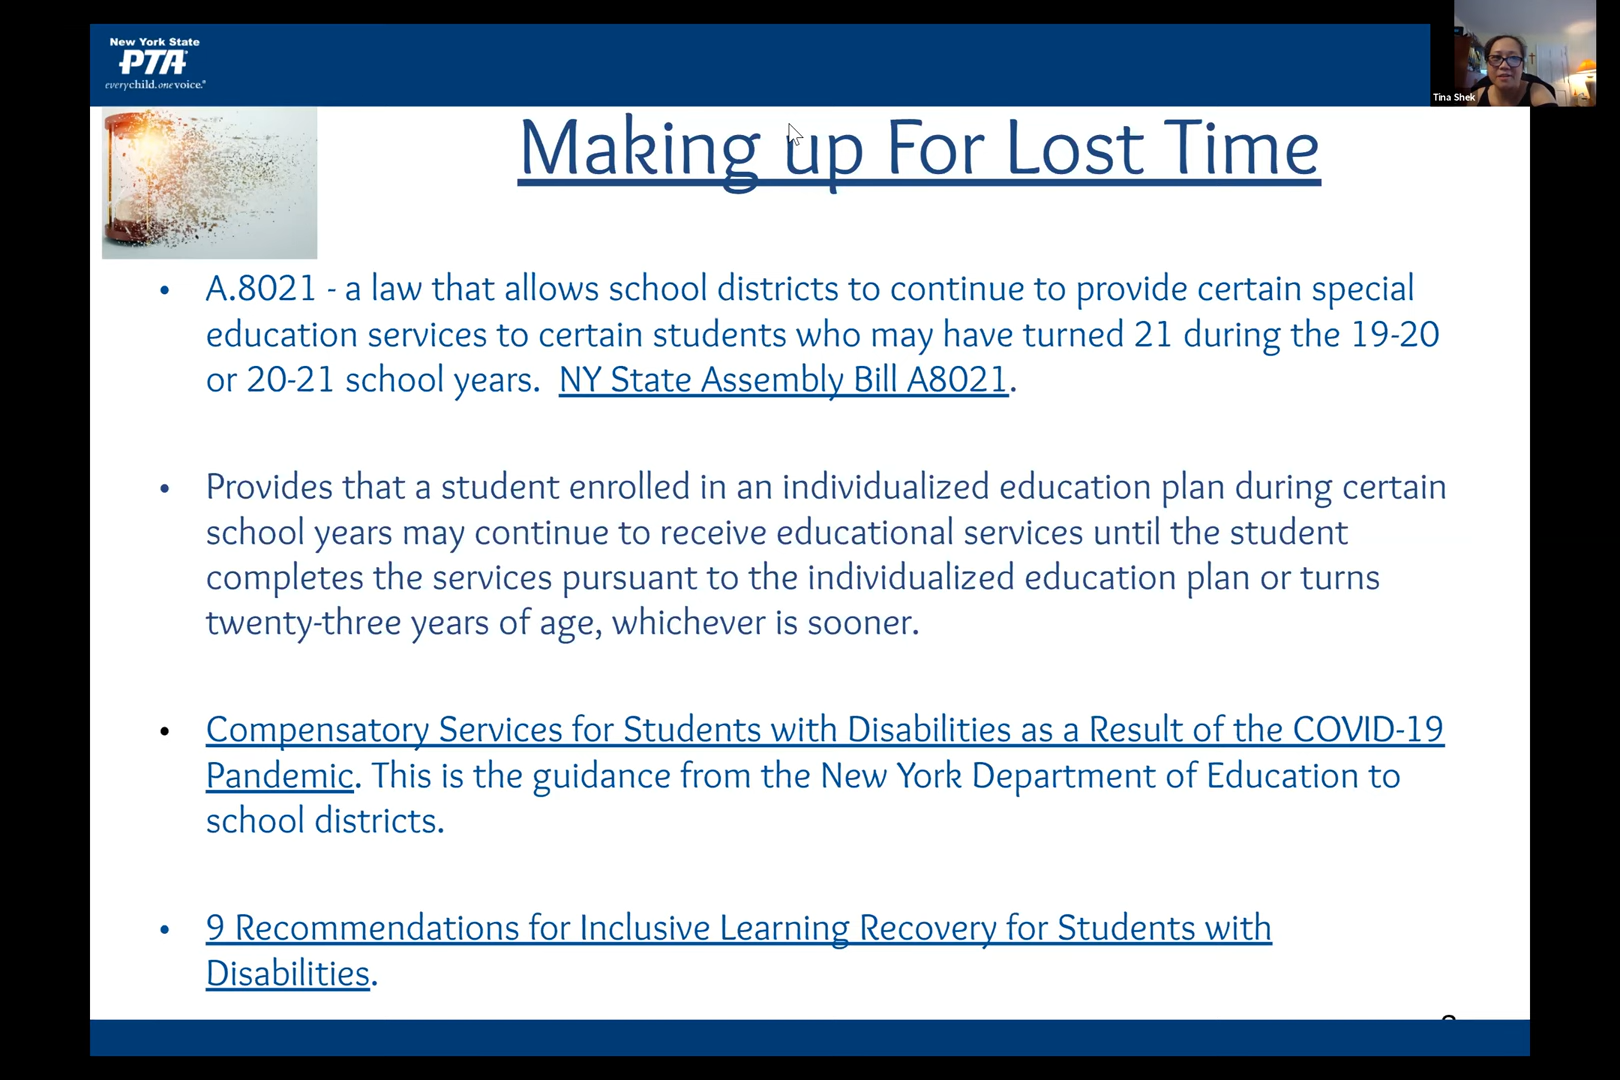 New York State
PTA
everychild.onevoice.®
Tina Shek
Making up For Lost Time
• A.8021 - a law that allows school districts to continue to provide certain special
education services to certain students who may have turned 21 during the 19-20
or 20-21 school years. NY State Assembly Bill A8021.
• Provides that a student enrolled in an individualized education plan during certain
school years may continue to receive educational services until the student
completes the services pursuant to the individualized education plan or turns
twenty-three years of age, whichever is sooner.
• Compensatory Services for Students with Disabilities as a Result of the COVID-19
Pandemic. This is the guidance from the New York Department of Education to
school districts.
• 9 Recommendations for Inclusive Learning Recovery for Students with
Disabilities.